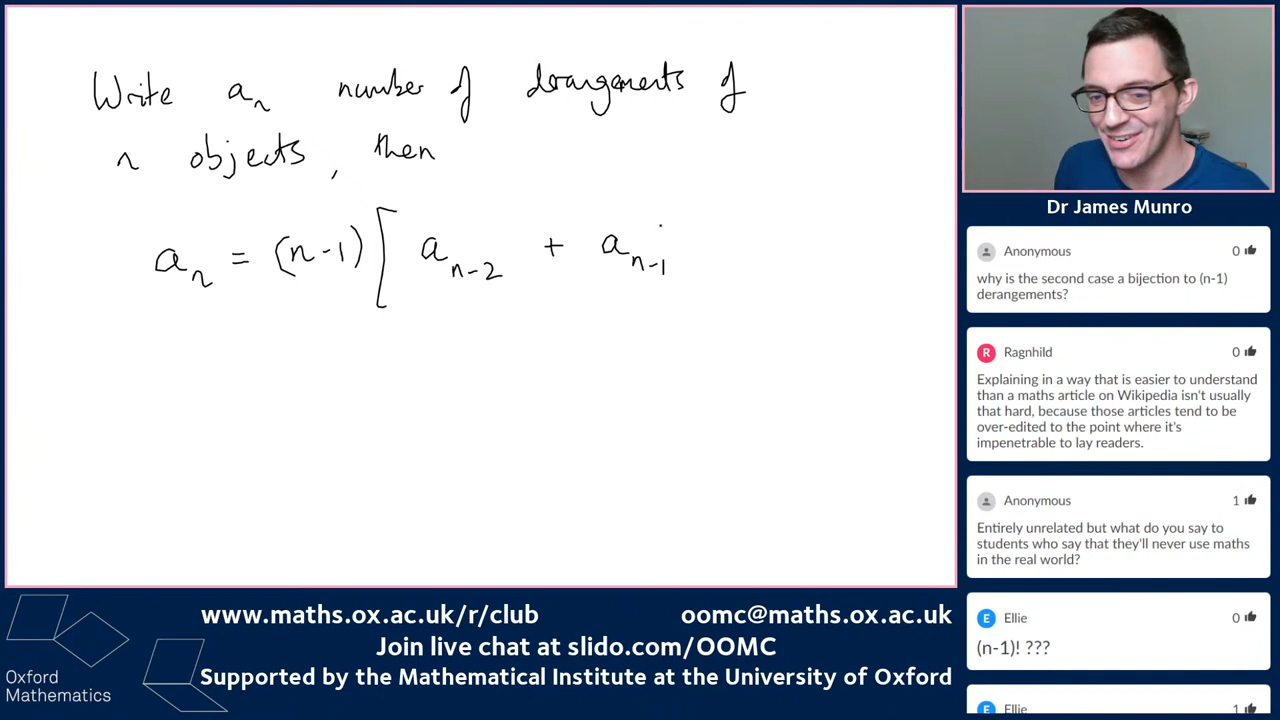 Write aₙ number of derangements of
n objects, then
aₙ = (n-1) [ aₙ₋₂ + aₙ₋₁
Dr James Munro
Anonymous
0
why is the second case a bijection to (n-1)
derangements?
R
Ragnhild
0
Explaining in a way that is easier to understand
than a maths article on Wikipedia isn't usually
that hard, because those articles tend to be
over-edited to the point where it's
impenetrable to lay readers.
Anonymous
1
Entirely unrelated but what do you say to
students who say that they'll never use maths
in the real world?
E
Ellie
0
(n-1)! ???
E
Ellie
1
www.maths.ox.ac.uk/r/club
oomc@maths.ox.ac.uk
Join live chat at slido.com/OOMC
Supported by the Mathematical Institute at the University of Oxford
Oxford
Mathematics